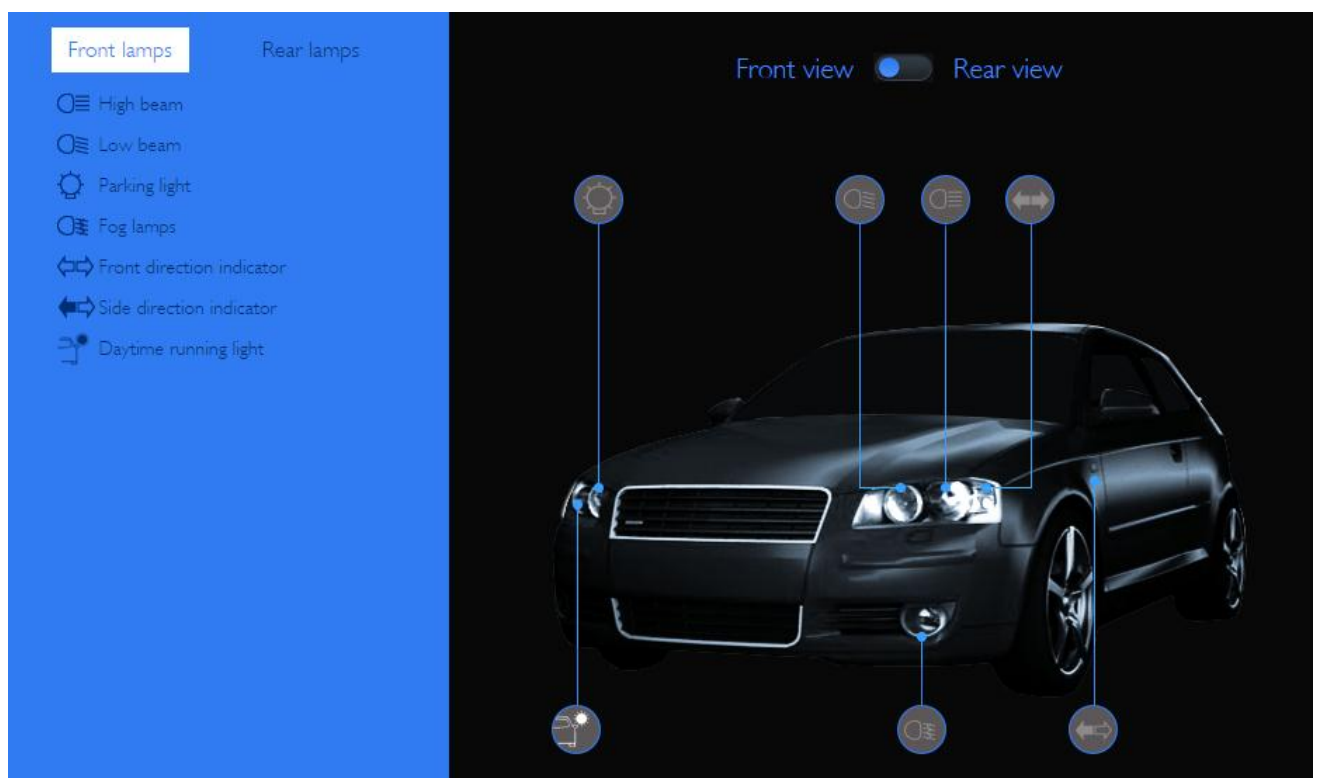 Front lamps
Rear lamps
High beam
Low beam
Parking light
Fog lamps
Front direction indicator
Side direction indicator
Daytime running light
Front view
Rear view